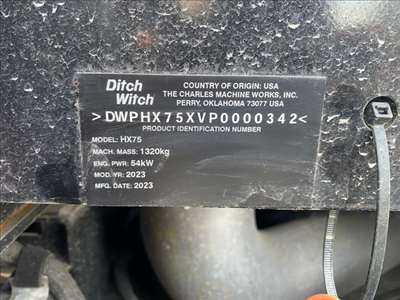 Ditch Witch
COUNTRY OF ORIGIN: USA
THE CHARLES MACHINE WORKS, INC.
PERRY, OKLAHOMA 73077 USA
>DWPHX75XVP0000342<
PRODUCT IDENTIFICATION NUMBER
MODEL: HX75
MACH. MASS: 1320kg
ENG. PWR: 54kW
MOD. YR: 2023
MFG. DATE: 2023